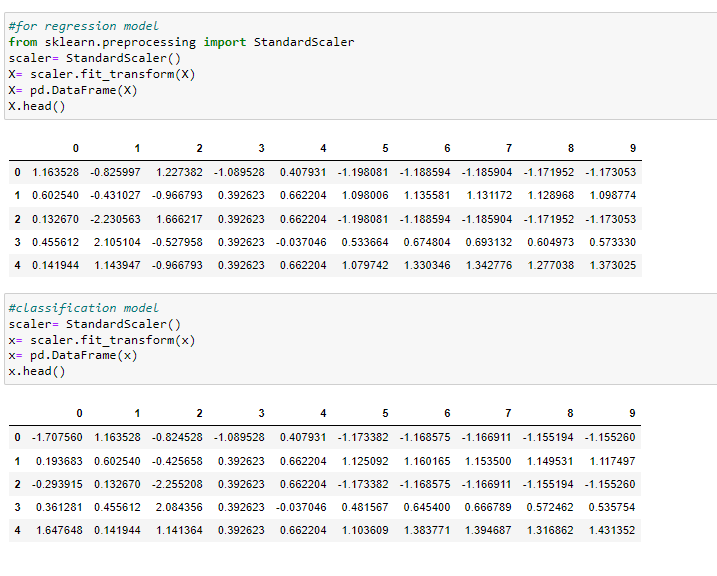 #for regression model
from sklearn.preprocessing import StandardScaler
scaler= StandardScaler()
X= scaler.fit_transform(X)
X= pd.DataFrame(X)
X.head()
0 1 2 3 4 5 6 7 8 9
0 1.163528 -0.825997 1.227382 -1.089528 0.407931 -1.198081 -1.188594 -1.185904 -1.171952 -1.173053
1 0.602540 -0.431027 -0.966793 0.392623 0.662204 1.098006 1.135581 1.131172 1.128968 1.098774
2 0.132670 -2.230563 1.666217 0.392623 0.662204 -1.198081 -1.188594 -1.185904 -1.171952 -1.173053
3 0.455612 2.105104 -0.527958 0.392623 -0.037046 0.533664 0.674804 0.693132 0.604973 0.573330
4 0.141944 1.143947 -0.966793 0.392623 0.662204 1.079742 1.330346 1.342776 1.277038 1.373025
#classification model
scaler= StandardScaler()
x= scaler.fit_transform(x)
x= pd.DataFrame(x)
x.head()
0 1 2 3 4 5 6 7 8 9
0 -1.707560 1.163528 -0.824528 -1.089528 0.407931 -1.173382 -1.168575 -1.166911 -1.155194 -1.155260
1 0.193683 0.602540 -0.425658 0.392623 0.662204 1.125092 1.160165 1.153500 1.149531 1.117497
2 -0.293915 0.132670 -2.255208 0.392623 0.662204 -1.173382 -1.168575 -1.166911 -1.155194 -1.155260
3 0.361281 0.455612 2.084356 0.392623 -0.037046 0.481567 0.645400 0.666789 0.572462 0.535754
4 1.647648 0.141944 1.141364 0.392623 0.662204 1.103609 1.383771 1.394687 1.316862 1.431352